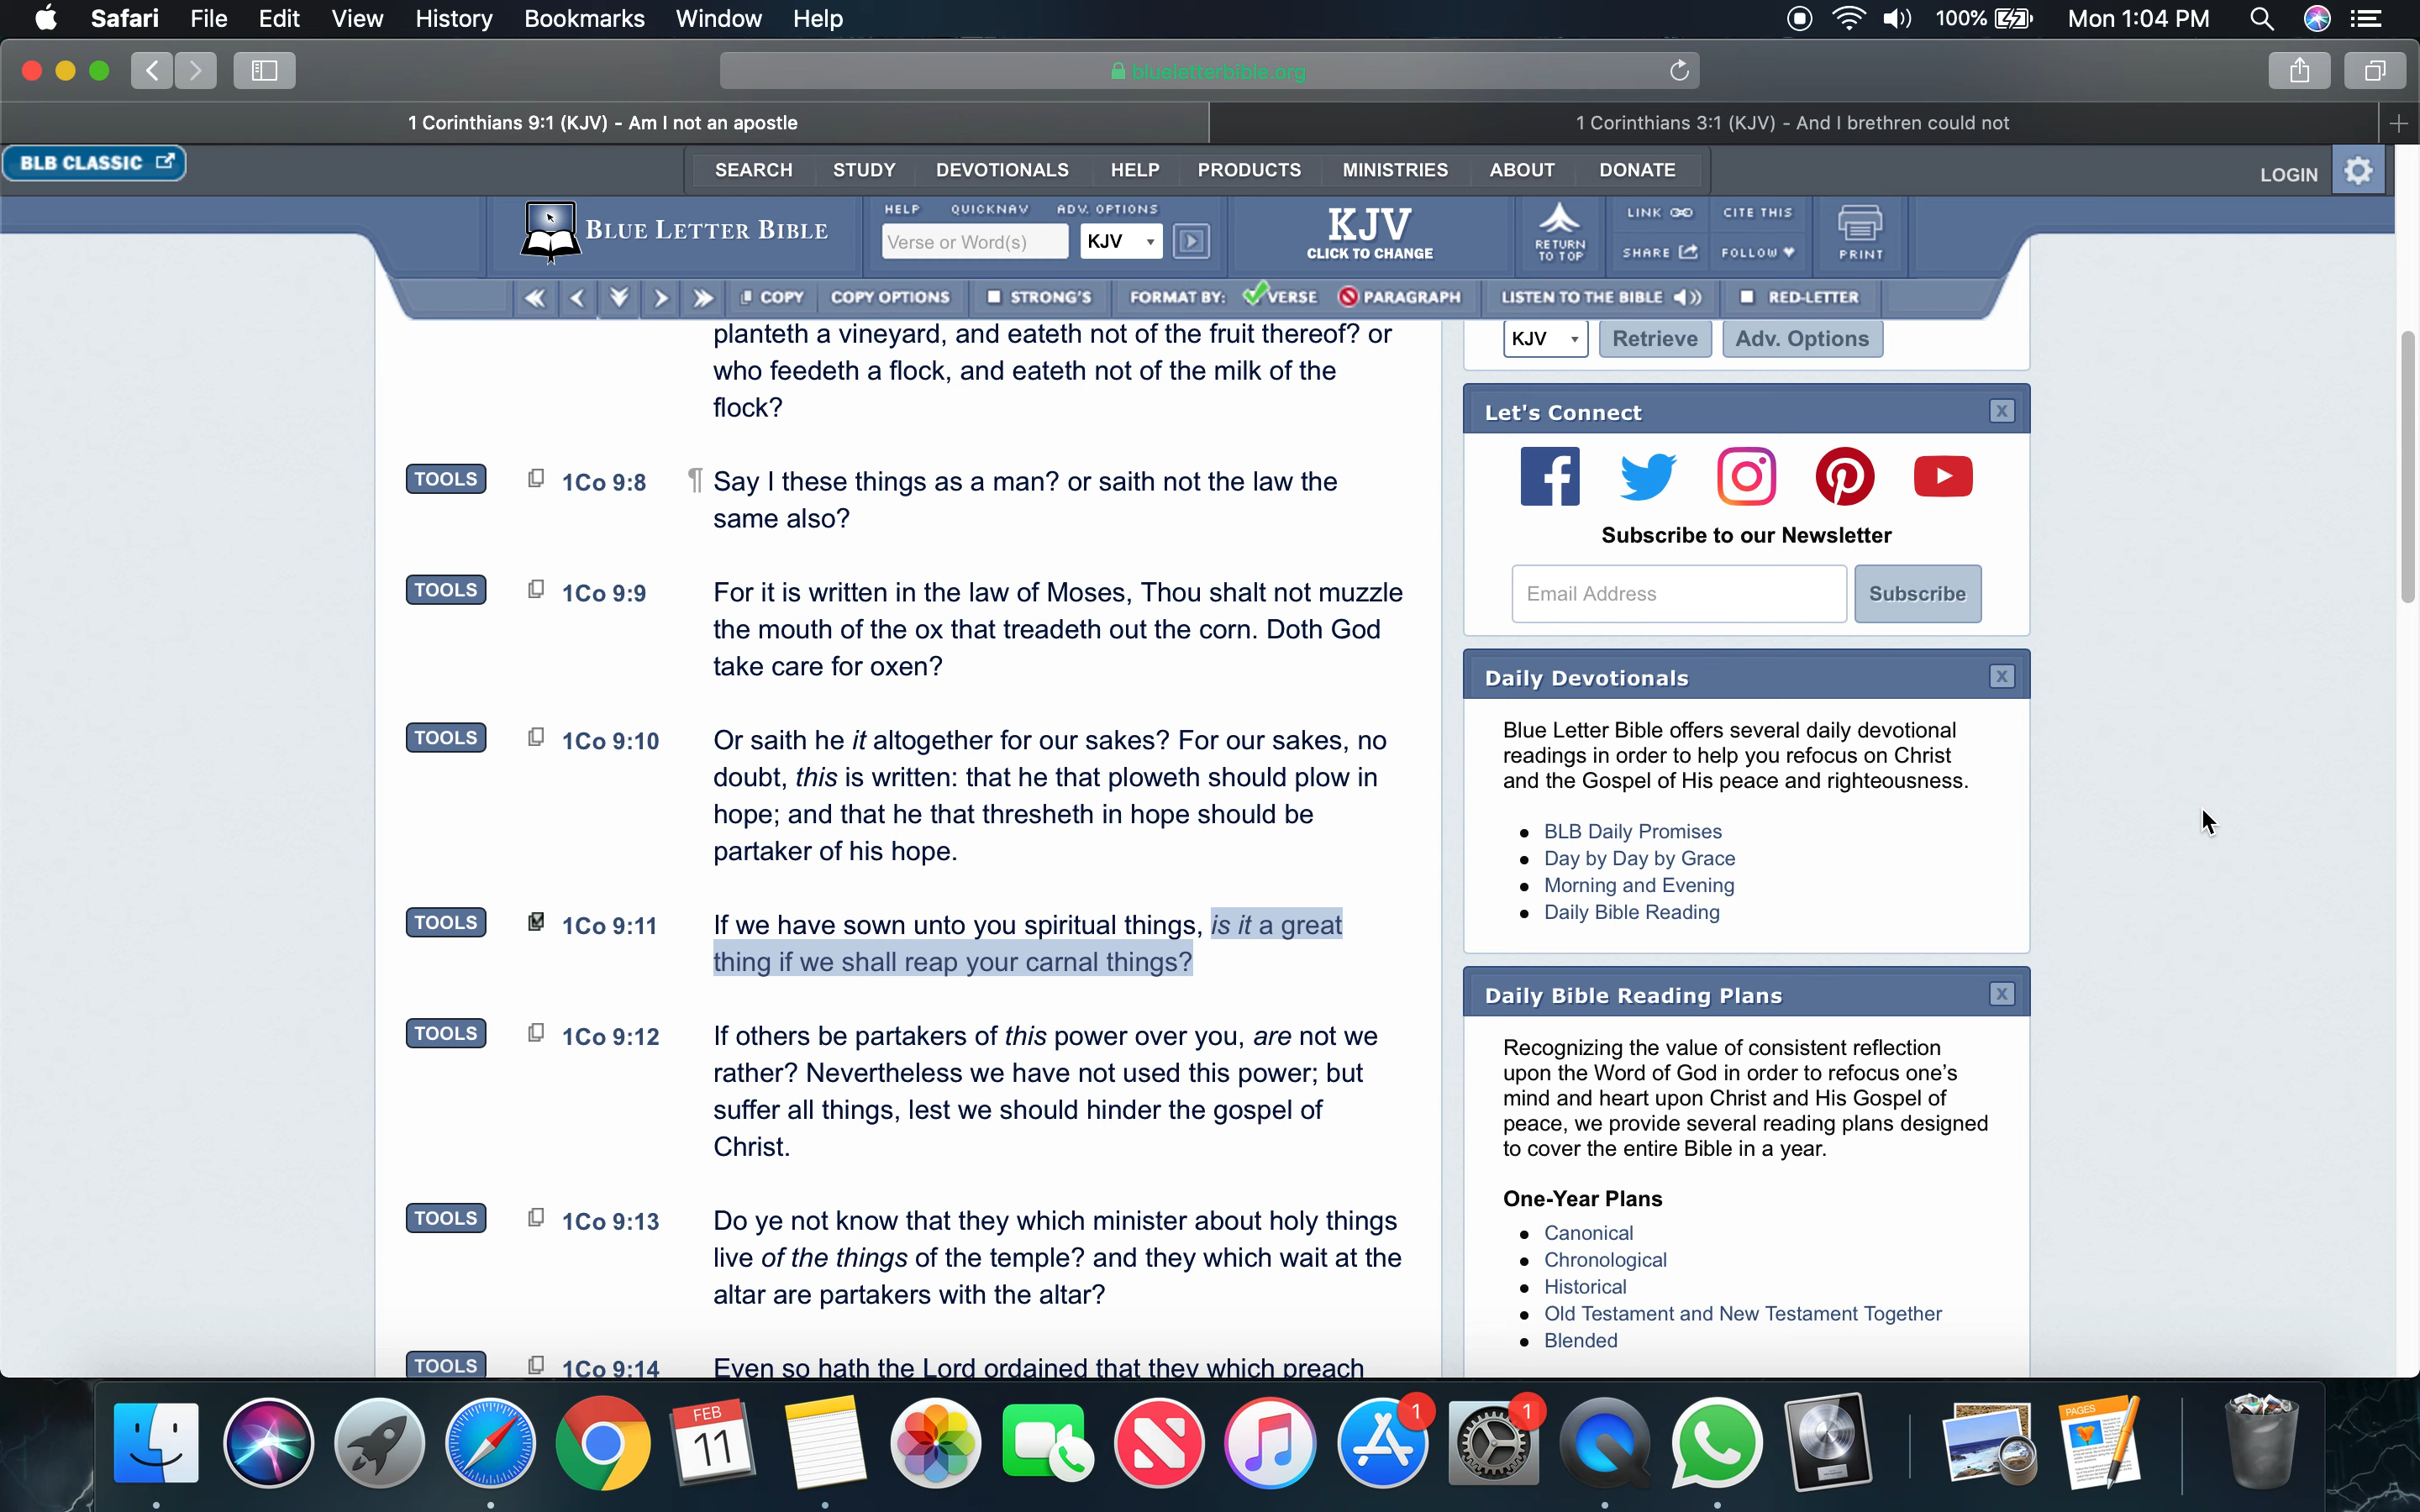 Safari File Edit View History Bookmarks Window Help 100% Mon 1:04 PM
blueletterbible.org
1 Corinthians 9:1 (KJV) - Am I not an apostle
1 Corinthians 3:1 (KJV) - And I brethren could not
BLB CLASSIC
SEARCH STUDY DEVOTIONALS HELP PRODUCTS MINISTRIES ABOUT DONATE
LOGIN
BLUE LETTER BIBLE
HELP QUICKNAV ADV. OPTIONS
Verse or Word(s) KJV
KJV
CLICK TO CHANGE
RETURN
TO TOP
LINK CITE THIS
SHARE FOLLOW
PRINT
COPY COPY OPTIONS STRONG'S FORMAT BY: VERSE PARAGRAPH LISTEN TO THE BIBLE RED-LETTER
planteth a vineyard, and eateth not of the fruit thereof? or
who feedeth a flock, and eateth not of the milk of the
flock?
TOOLS 1Co 9:8 ¶ Say I these things as a man? or saith not the law the
same also?
TOOLS 1Co 9:9 For it is written in the law of Moses, Thou shalt not muzzle
the mouth of the ox that treadeth out the corn. Doth God
take care for oxen?
TOOLS 1Co 9:10 Or saith he it altogether for our sakes? For our sakes, no
doubt, this is written: that he that ploweth should plow in
hope; and that he that thresheth in hope should be
partaker of his hope.
TOOLS 1Co 9:11 If we have sown unto you spiritual things, is it a great
thing if we shall reap your carnal things?
TOOLS 1Co 9:12 If others be partakers of this power over you, are not we
rather? Nevertheless we have not used this power; but
suffer all things, lest we should hinder the gospel of
Christ.
TOOLS 1Co 9:13 Do ye not know that they which minister about holy things
live of the things of the temple? and they which wait at the
altar are partakers with the altar?
TOOLS 1Co 9:14 Even so hath the Lord ordained that they which preach
KJV Retrieve Adv. Options
Let's Connect X
Subscribe to our Newsletter
Email Address Subscribe
Daily Devotionals X
Blue Letter Bible offers several daily devotional
readings in order to help you refocus on Christ
and the Gospel of His peace and righteousness.
BLB Daily Promises
Day by Day by Grace
Morning and Evening
Daily Bible Reading
Daily Bible Reading Plans X
Recognizing the value of consistent reflection
upon the Word of God in order to refocus one's
mind and heart upon Christ and His Gospel of
peace, we provide several reading plans designed
to cover the entire Bible in a year.
One-Year Plans
Canonical
Chronological
Historical
Old Testament and New Testament Together
Blended
FEB
11
1
1
PAGES